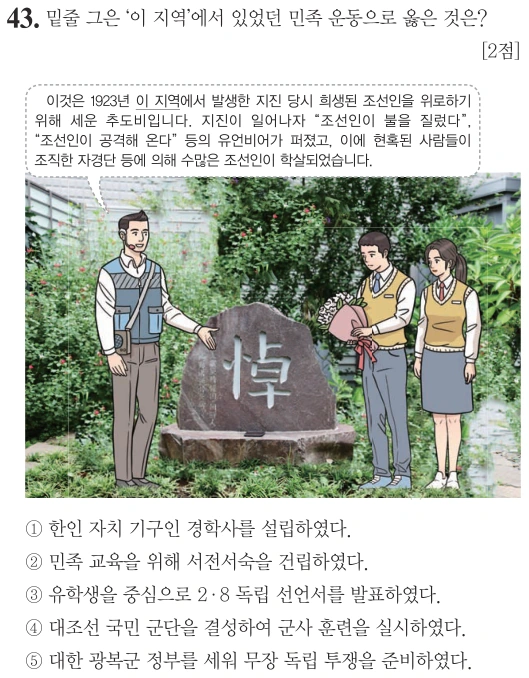 43. 밑줄 그은 ‘이 지역’에서 있었던 민족 운동으로 옳은 것은?
[2점]
이것은 1923년 이 지역에서 발생한 지진 당시 희생된 조선인을 위로하기
위해 세운 추도비입니다. 지진이 일어나자 “조선인이 불을 질렀다”,
“조선인이 공격해 온다” 등의 유언비어가 퍼졌고, 이에 현혹된 사람들이
조직한 자경단 등에 의해 수많은 조선인이 학살되었습니다.
悼
① 한인 자치 기구인 경학사를 설립하였다.
② 민족 교육을 위해 서전서숙을 건립하였다.
③ 유학생을 중심으로 2·8 독립 선언서를 발표하였다.
④ 대조선 국민 군단을 결성하여 군사 훈련을 실시하였다.
⑤ 대한 광복군 정부를 세워 무장 독립 투쟁을 준비하였다.